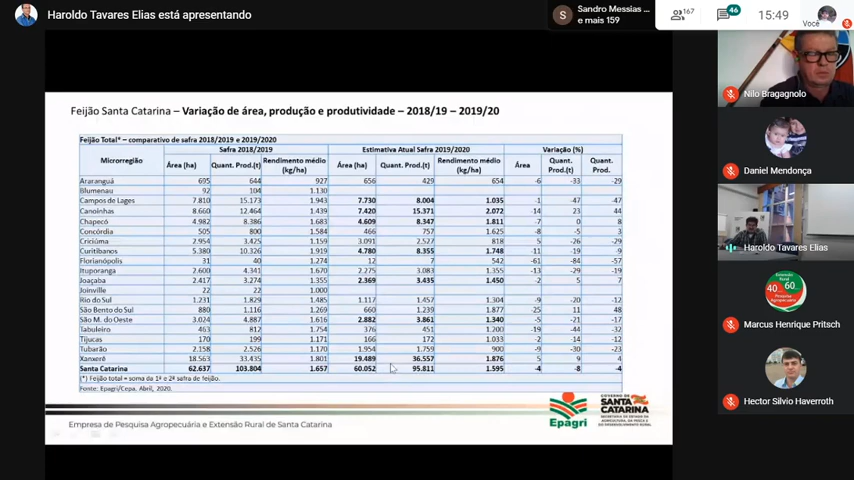 Haroldo Tavares Elias está apresentando
S Sandro Messias ...
e mais 159
167
46
15:49
Você
Feijão Santa Catarina – Variação de área, produção e produtividade – 2018/19 – 2019/20
Feijão Total* – comparativo de safra 2018/2019 e 2019/2020
Safra 2018/2019 Estimativa Atual Safra 2019/2020 Variação (%)
Microrregião Área (ha) Quant. Prod.(t) Rendimento médio (kg/ha) Área (ha) Quant. Prod.(t) Rendimento médio (kg/ha) Área Quant. Prod.(t) Quant. Prod.
Araranguá 695 644 927 656 429 654 -6 -33 -29
Blumenau 92 104 1.130
Campos de Lages 7.810 15.173 1.943 7.730 8.004 1.035 -1 -47 -47
Canoinhas 8.660 12.464 1.439 7.420 15.371 2.072 -14 23 44
Chapecó 4.982 8.386 1.683 4.609 8.347 1.811 -7 0 8
Concórdia 505 800 1.584 466 757 1.625 -8 -5 3
Criciúma 2.954 3.425 1.159 3.091 2.527 818 5 -26 -29
Curitibanos 5.380 10.326 1.919 4.780 8.355 1.748 -11 -19 -9
Florianópolis 31 40 1.274 12 7 542 -61 -84 -57
Ituporanga 2.600 4.341 1.670 2.275 3.083 1.355 -13 -29 -19
Joaçaba 2.417 3.274 1.355 2.369 3.435 1.450 -2 5 7
Joinville 22 22 1.000
Rio do Sul 1.231 1.829 1.485 1.117 1.457 1.304 -9 -20 -12
São Bento do Sul 880 1.116 1.269 660 1.239 1.877 -25 11 48
São M. do Oeste 3.024 4.887 1.616 2.882 3.861 1.340 -5 -21 -17
Tabuleiro 463 812 1.754 376 451 1.200 -19 -44 -32
Tijucas 170 199 1.171 166 172 1.033 -2 -14 -12
Tubarão 2.158 2.526 1.170 1.954 1.759 900 -9 -30 -23
Xanxerê 18.563 33.435 1.801 19.489 36.557 1.876 5 9 4
Santa Catarina 62.637 103.804 1.657 60.052 95.811 1.595 -4 -8 -4
(*) Feijão total = soma da 1ª e 2ª safra de feijão.
Fonte: Epagri/Cepa. Abril, 2020.
Empresa de Pesquisa Agropecuária e Extensão Rural de Santa Catarina
Epagri
GOVERNO DE
SANTA
CATARINA
Nilo Bragagnolo
Daniel Mendonça
Haroldo Tavares Elias
Extensão Rural
40 60
Pesquisa Agropecuária
Marcus Henrique Pritsch
Hector Silvio Haverroth